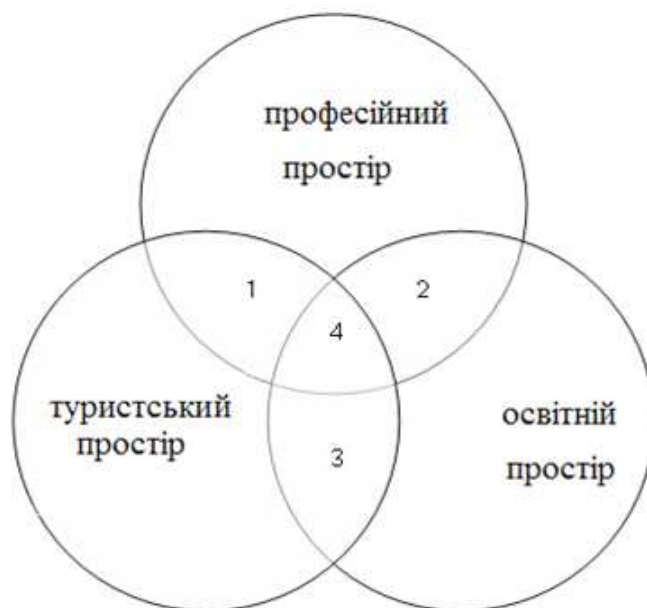 професійний
простір
1
2
4
туристський
простір
3
освітній
простір